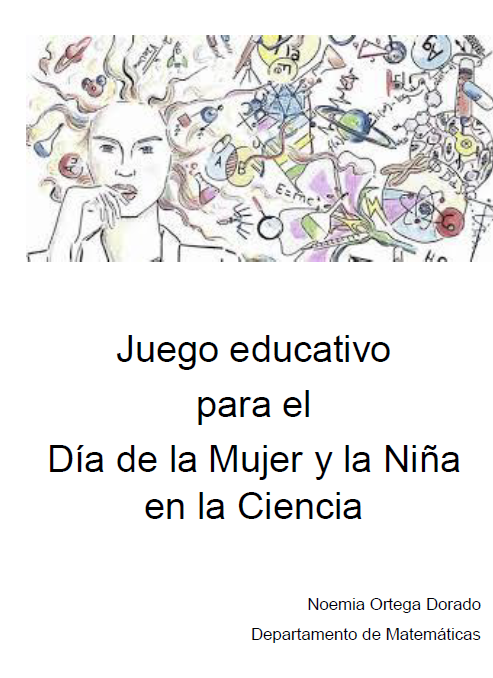 A
B
E=mc²
Juego educativo
para el
Día de la Mujer y la Niña
en la Ciencia
Noemia Ortega Dorado
Departamento de Matemáticas